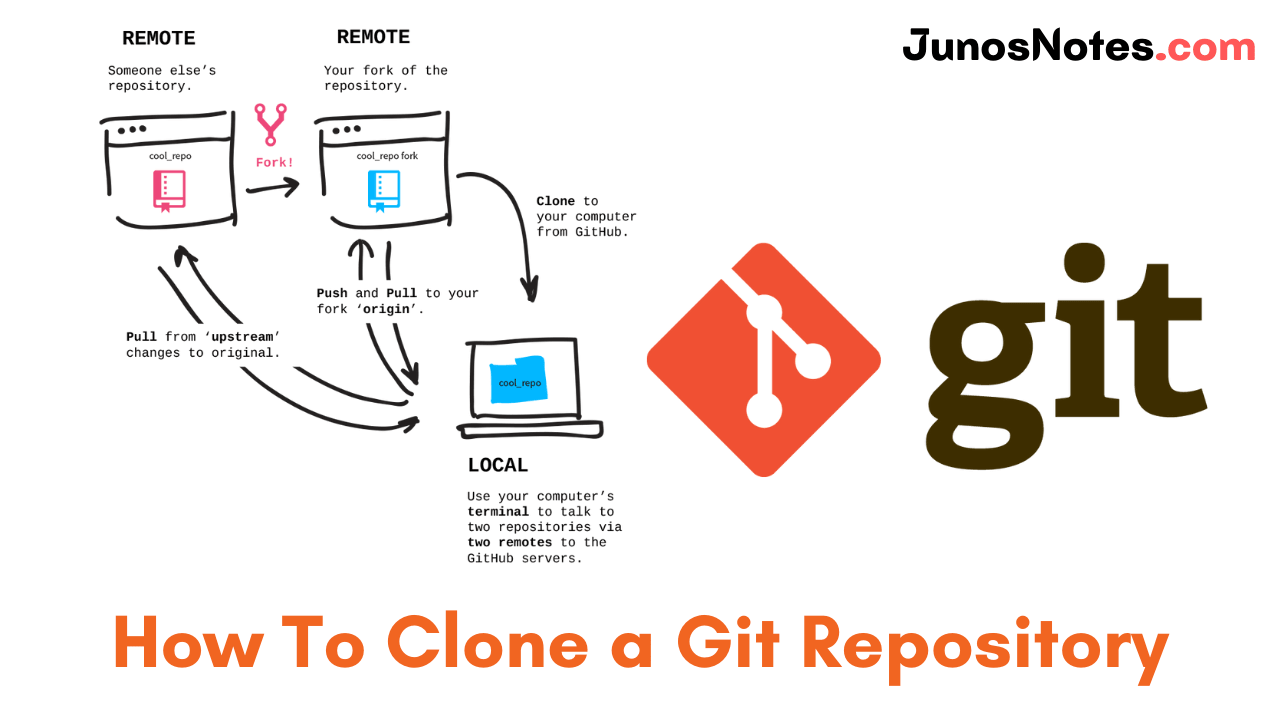 JunosNotes.com
REMOTE
Someone else’s
repository.
REMOTE
Your fork of the
repository.
cool_repo
Fork!
cool_repo fork
Clone to
your computer
from GitHub.
Push and Pull to your
fork ‘origin’.
Pull from ‘upstream’
changes to original.
cool_repo
LOCAL
Use your computer’s
terminal to talk to
two repositories via
two remotes to the
GitHub servers.
git
How To Clone a Git Repository